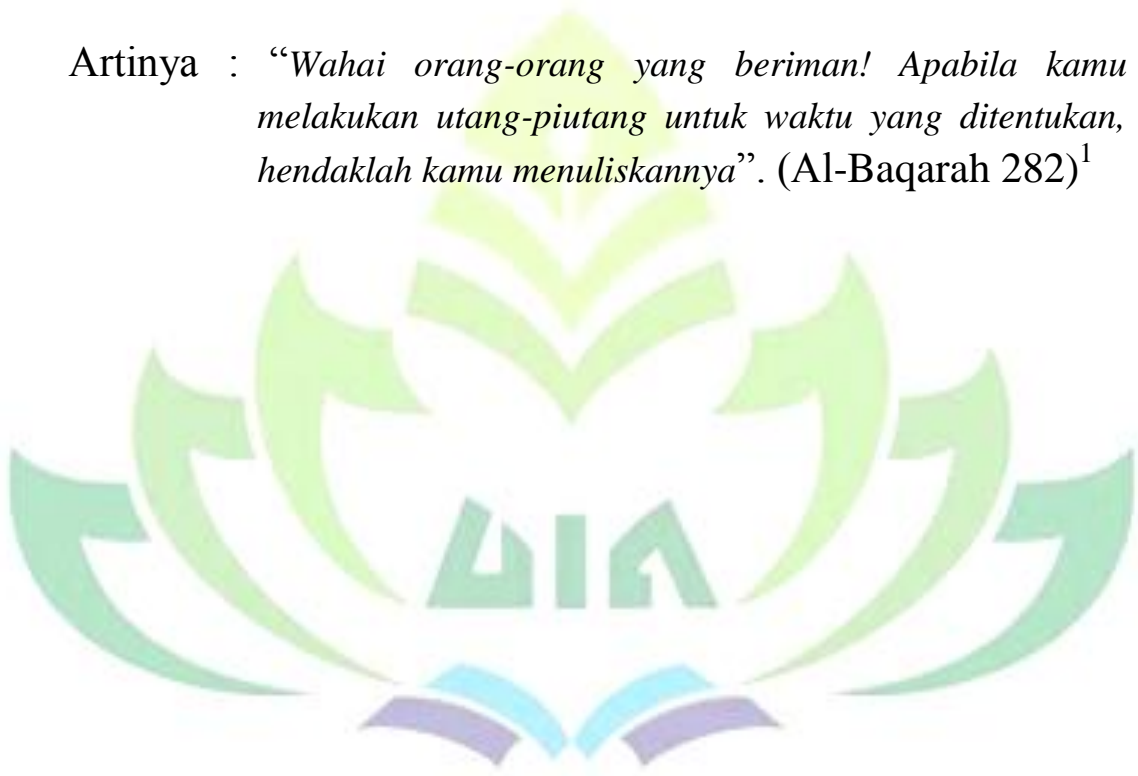 Artinya : “Wahai orang-orang yang beriman! Apabila kamu
melakukan utang-piutang untuk waktu yang ditentukan,
hendaklah kamu menuliskannya”. (Al-Baqarah 282)¹
UIN